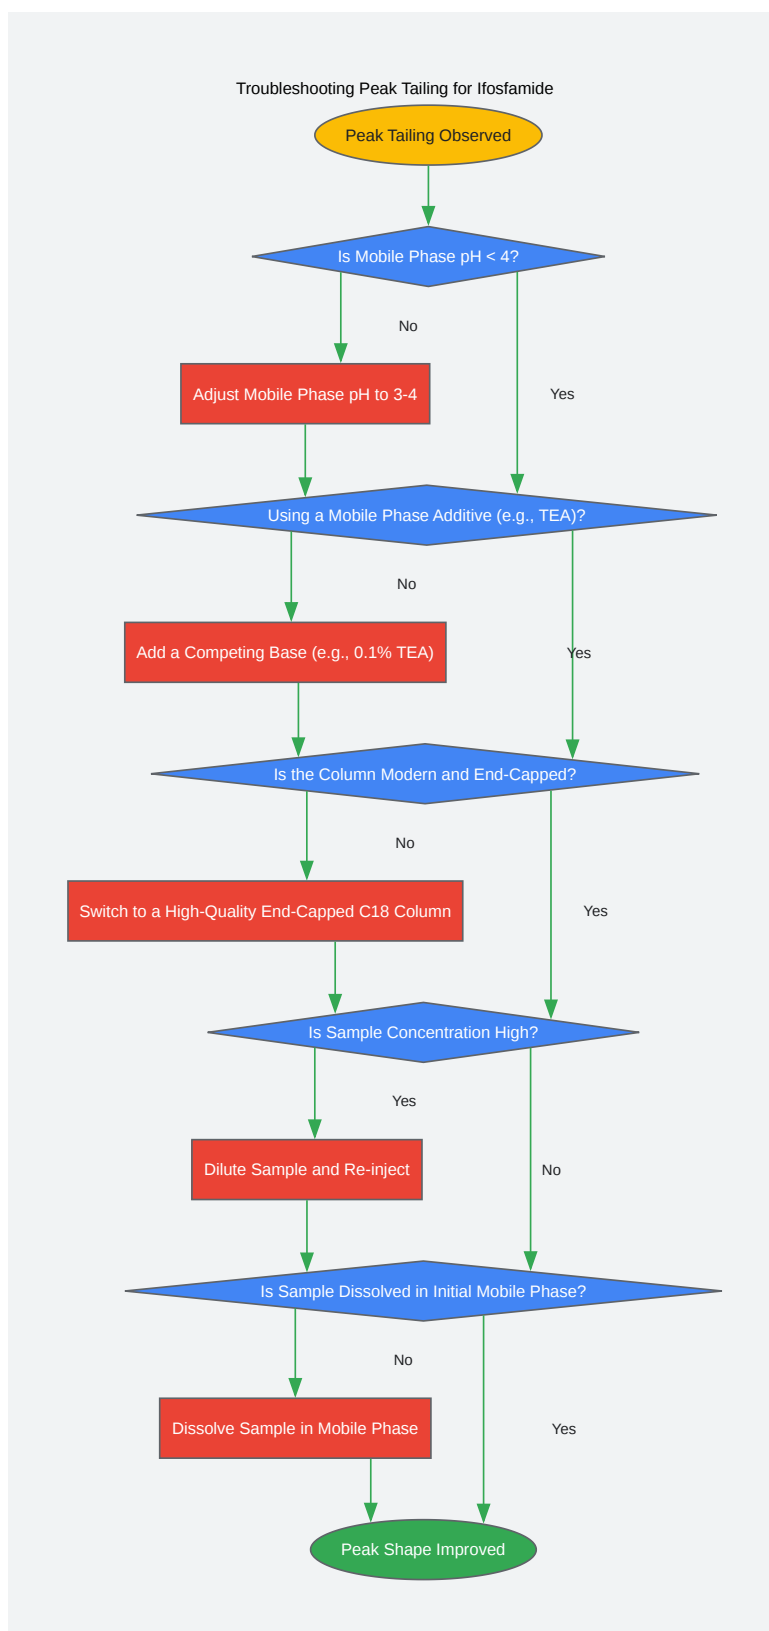 Troubleshooting Peak Tailing for Ifosfamide
Peak Tailing Observed
Is Mobile Phase pH < 4?
No
Adjust Mobile Phase pH to 3-4
Yes
Using a Mobile Phase Additive (e.g., TEA)?
No
Add a Competing Base (e.g., 0.1% TEA)
Yes
Is the Column Modern and End-Capped?
No
Switch to a High-Quality End-Capped C18 Column
Yes
Is Sample Concentration High?
Yes
Dilute Sample and Re-inject
No
Is Sample Dissolved in Initial Mobile Phase?
No
Dissolve Sample in Mobile Phase
Yes
Peak Shape Improved